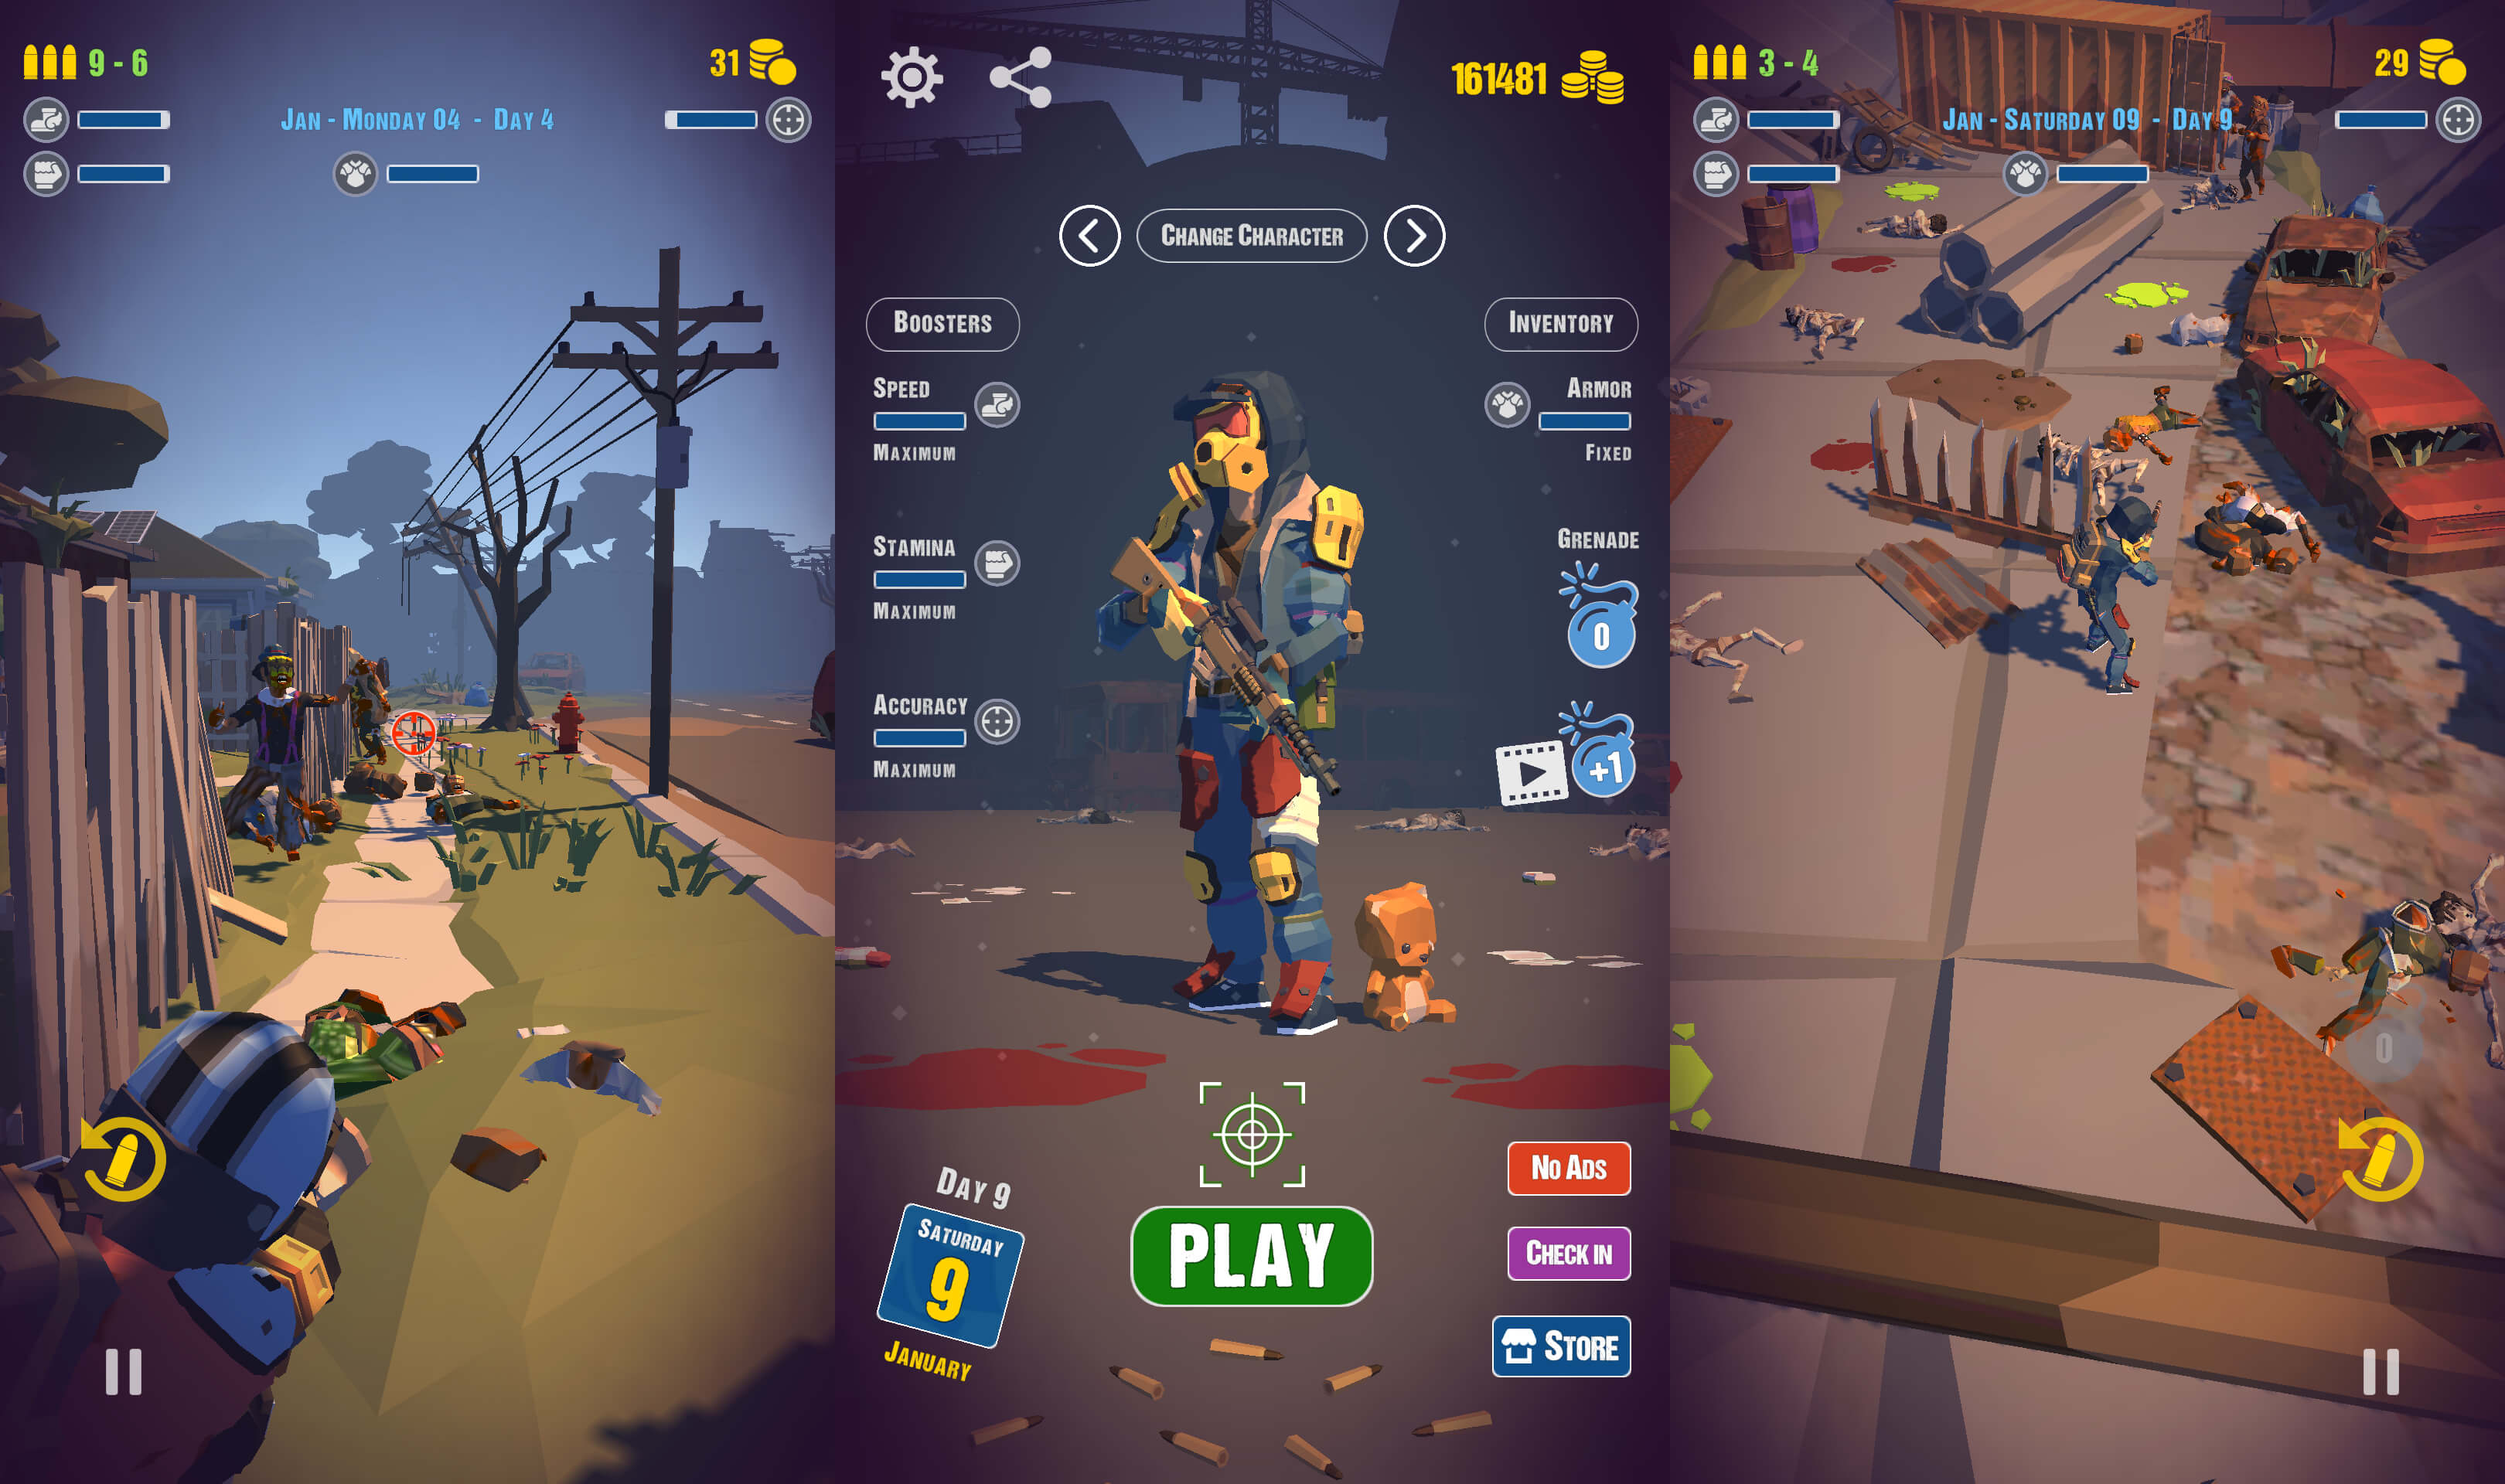 9 - 6
31
Jan - Monday 04 - Day 4
161481
Change Character
Boosters
Inventory
Speed
Maximum
Armor
Fixed
Stamina
Maximum
Grenade
0
Accuracy
Maximum
+1
Day 9
Saturday
9
January
PLAY
No Ads
Check in
Store
3 - 4
29
Jan - Saturday 09 - Day 9
0